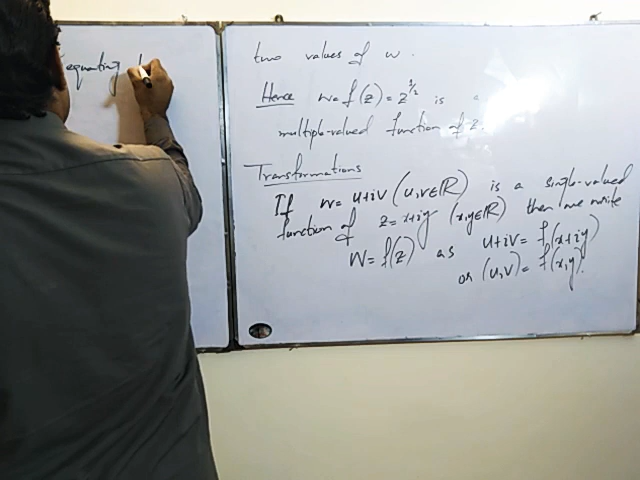 equating
two values of w.
Hence w=f(z)=z^{1/2} is a
multiple-valued function of z.
Transformations
If w=u+iv (u,v∈ℝ) is a single-valued
function of z=x+iy (x,y∈ℝ) then one write
W=f(z) as u+iv=f(x+iy)
or (u,v)=f(x,y).